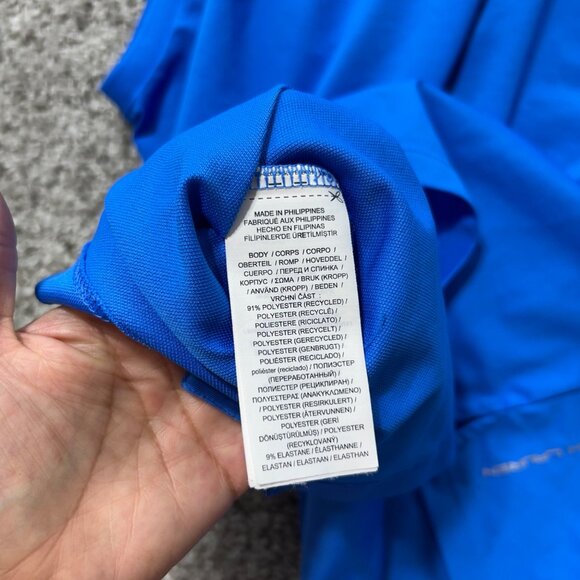 MADE IN PHILIPPINES
FABRIQUÉ AUX PHILIPPINES
HECHO EN FILIPINAS
FİLİPİNLER'DE ÜRETİLMİŞTİR
BODY / CORPS / CORPO /
OBERTEIL / ROMP / HOVEDDEL /
CUERPO / ПЕРЕД И СПИНКА /
КОРПУС / ΣΩΜΑ / BRUK (KROPP)
/ ANVÄND (KROPP) / BEDEN /
VRCHNÍ ČÁST :
91% POLYESTER (RECYCLED) /
POLYESTER (RECYCLÉ) /
POLIESTERE (RICICLATO) /
POLYESTER (RECYCELT) /
POLYESTER (GERECYCLED) /
POLYESTER (GENBRUGT) /
POLIÉSTER (RECICLADO) /
poliéster (reciclado) / ПОЛИЭСТЕР
(ПЕРЕРАБОТАННЫЙ) /
ПОЛИЕСТЕР (РЕЦИКЛИРАН) /
ΠΟΛΥΕΣΤΕΡΑΣ (ΑΝΑΚΥΚΛΩΜΕΝΟ)
/ POLYESTER (RESIRKULERT) /
POLYESTER (ÅTERVUNNEN) /
POLYESTER (GERİ
DÖNÜŞTÜRÜLMÜŞ) / POLYESTER
(RECYKLOVANÝ)
9% ELASTANE / ÉLASTHANNE /
ELASTAN / ELASTAAN / ELASTHAN